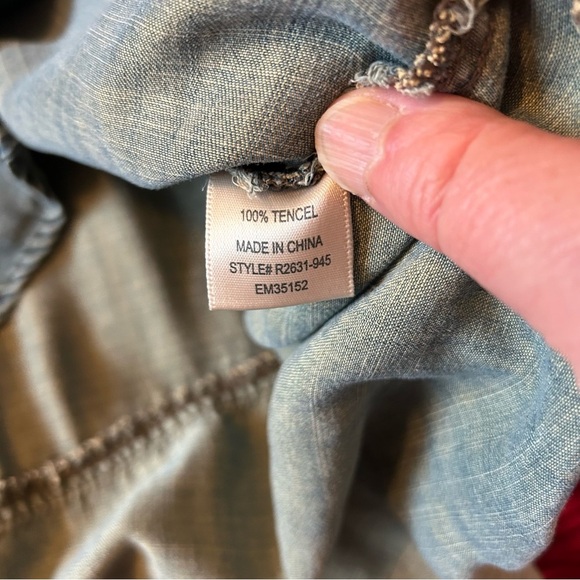 100% TENCEL
MADE IN CHINA
STYLE# R2631-945
EM35152